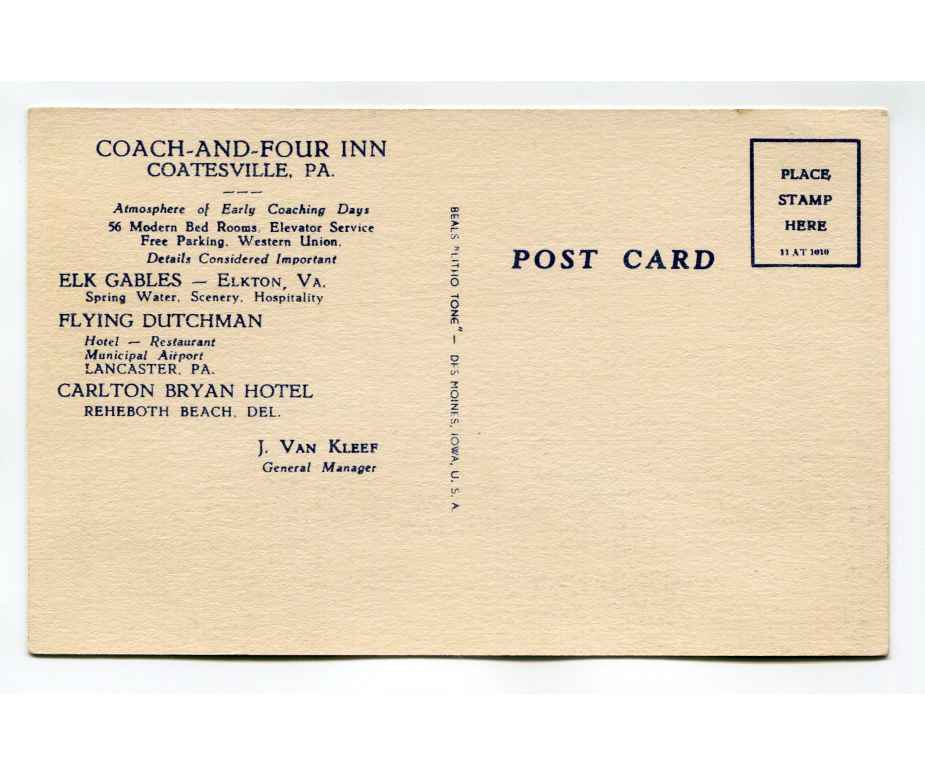 COACH-AND-FOUR INN
COATESVILLE, PA.
Atmosphere of Early Coaching Days
56 Modern Bed Rooms, Elevator Service
Free Parking, Western Union,
Details Considered Important
ELK GABLES — ELKTON, VA.
Spring Water, Scenery, Hospitality
FLYING DUTCHMAN
Hotel — Restaurant
Municipal Airport
LANCASTER, PA.
CARLTON BRYAN HOTEL
REHEBOTH BEACH, DEL.
J. VAN KLEEF
General Manager
BEALS "LITHO TONE" — DES MOINES, IOWA, U. S. A.
POST CARD
PLACE
STAMP
HERE
11 AT 1010